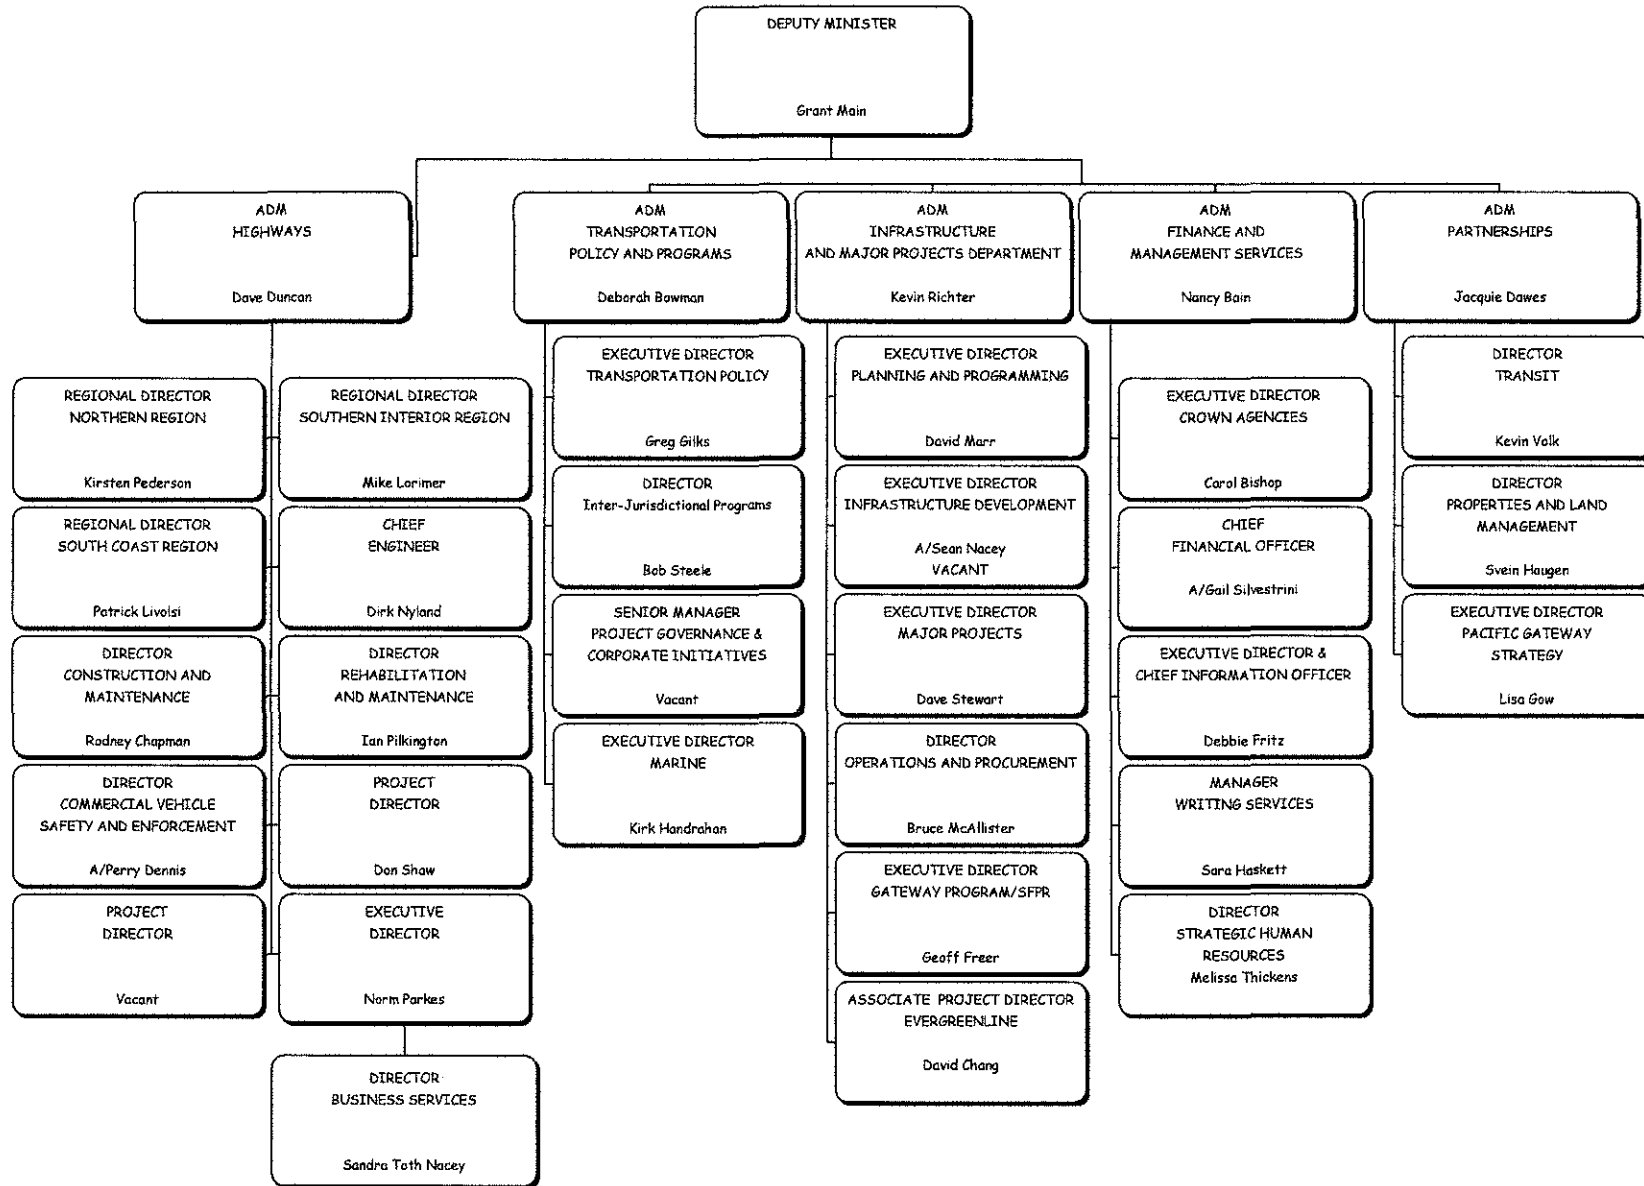 DEPUTY MINISTER
Grant Main
ADM
HIGHWAYS
Dave Duncan
ADM
TRANSPORTATION
POLICY AND PROGRAMS
Deborah Bowman
ADM
INFRASTRUCTURE
AND MAJOR PROJECTS DEPARTMENT
Kevin Richter
ADM
FINANCE AND
MANAGEMENT SERVICES
Nancy Bain
ADM
PARTNERSHIPS
Jacquie Dawes
REGIONAL DIRECTOR
NORTHERN REGION
Kirsten Pederson
REGIONAL DIRECTOR
SOUTHERN INTERIOR REGION
Mike Lorimer
REGIONAL DIRECTOR
SOUTH COAST REGION
Patrick Livolsi
CHIEF
ENGINEER
Dirk Nyland
DIRECTOR
CONSTRUCTION AND
MAINTENANCE
Rodney Chapman
DIRECTOR
REHABILITATION
AND MAINTENANCE
Ian Pilkington
DIRECTOR
COMMERCIAL VEHICLE
SAFETY AND ENFORCEMENT
A/Perry Dennis
PROJECT
DIRECTOR
Don Shaw
PROJECT
DIRECTOR
Vacant
EXECUTIVE
DIRECTOR
Norm Parkes
DIRECTOR
BUSINESS SERVICES
Sandra Toth Nacey
EXECUTIVE DIRECTOR
TRANSPORTATION POLICY
Greg Gilks
DIRECTOR
Inter-Jurisdictional Programs
Bob Steele
SENIOR MANAGER
PROJECT GOVERNANCE &
CORPORATE INITIATIVES
Vacant
EXECUTIVE DIRECTOR
MARINE
Kirk Handrahan
EXECUTIVE DIRECTOR
PLANNING AND PROGRAMMING
David Marr
EXECUTIVE DIRECTOR
INFRASTRUCTURE DEVELOPMENT
A/Sean Nacey
VACANT
EXECUTIVE DIRECTOR
MAJOR PROJECTS
Dave Stewart
DIRECTOR
OPERATIONS AND PROCUREMENT
Bruce McAllister
EXECUTIVE DIRECTOR
GATEWAY PROGRAM/SFPR
Geoff Freer
ASSOCIATE PROJECT DIRECTOR
EVERGREENLINE
David Chang
EXECUTIVE DIRECTOR
CROWN AGENCIES
Carol Bishop
CHIEF
FINANCIAL OFFICER
A/Gail Silvestrini
EXECUTIVE DIRECTOR &
CHIEF INFORMATION OFFICER
Debbie Fritz
MANAGER
WRITING SERVICES
Sara Haskett
DIRECTOR
STRATEGIC HUMAN
RESOURCES
Melissa Thickens
DIRECTOR
TRANSIT
Kevin Volk
DIRECTOR
PROPERTIES AND LAND
MANAGEMENT
Svein Haugen
EXECUTIVE DIRECTOR
PACIFIC GATEWAY
STRATEGY
Lisa Gow